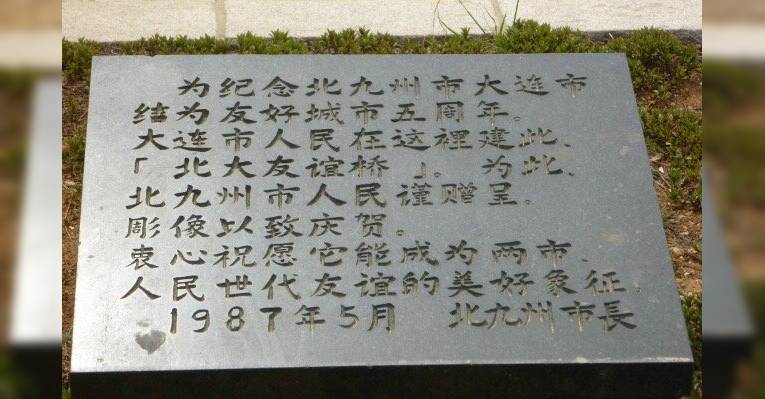 为纪念北九州市大连市
结为友好城市五周年。
大连市人民在这裡建此、
「北大友谊桥」。为此、
北九州市人民谨赠呈。
彫像以致庆贺。
衷心祝愿它能成为两市、
人民世代友谊的美好象征.
1987年5月 北九州市長